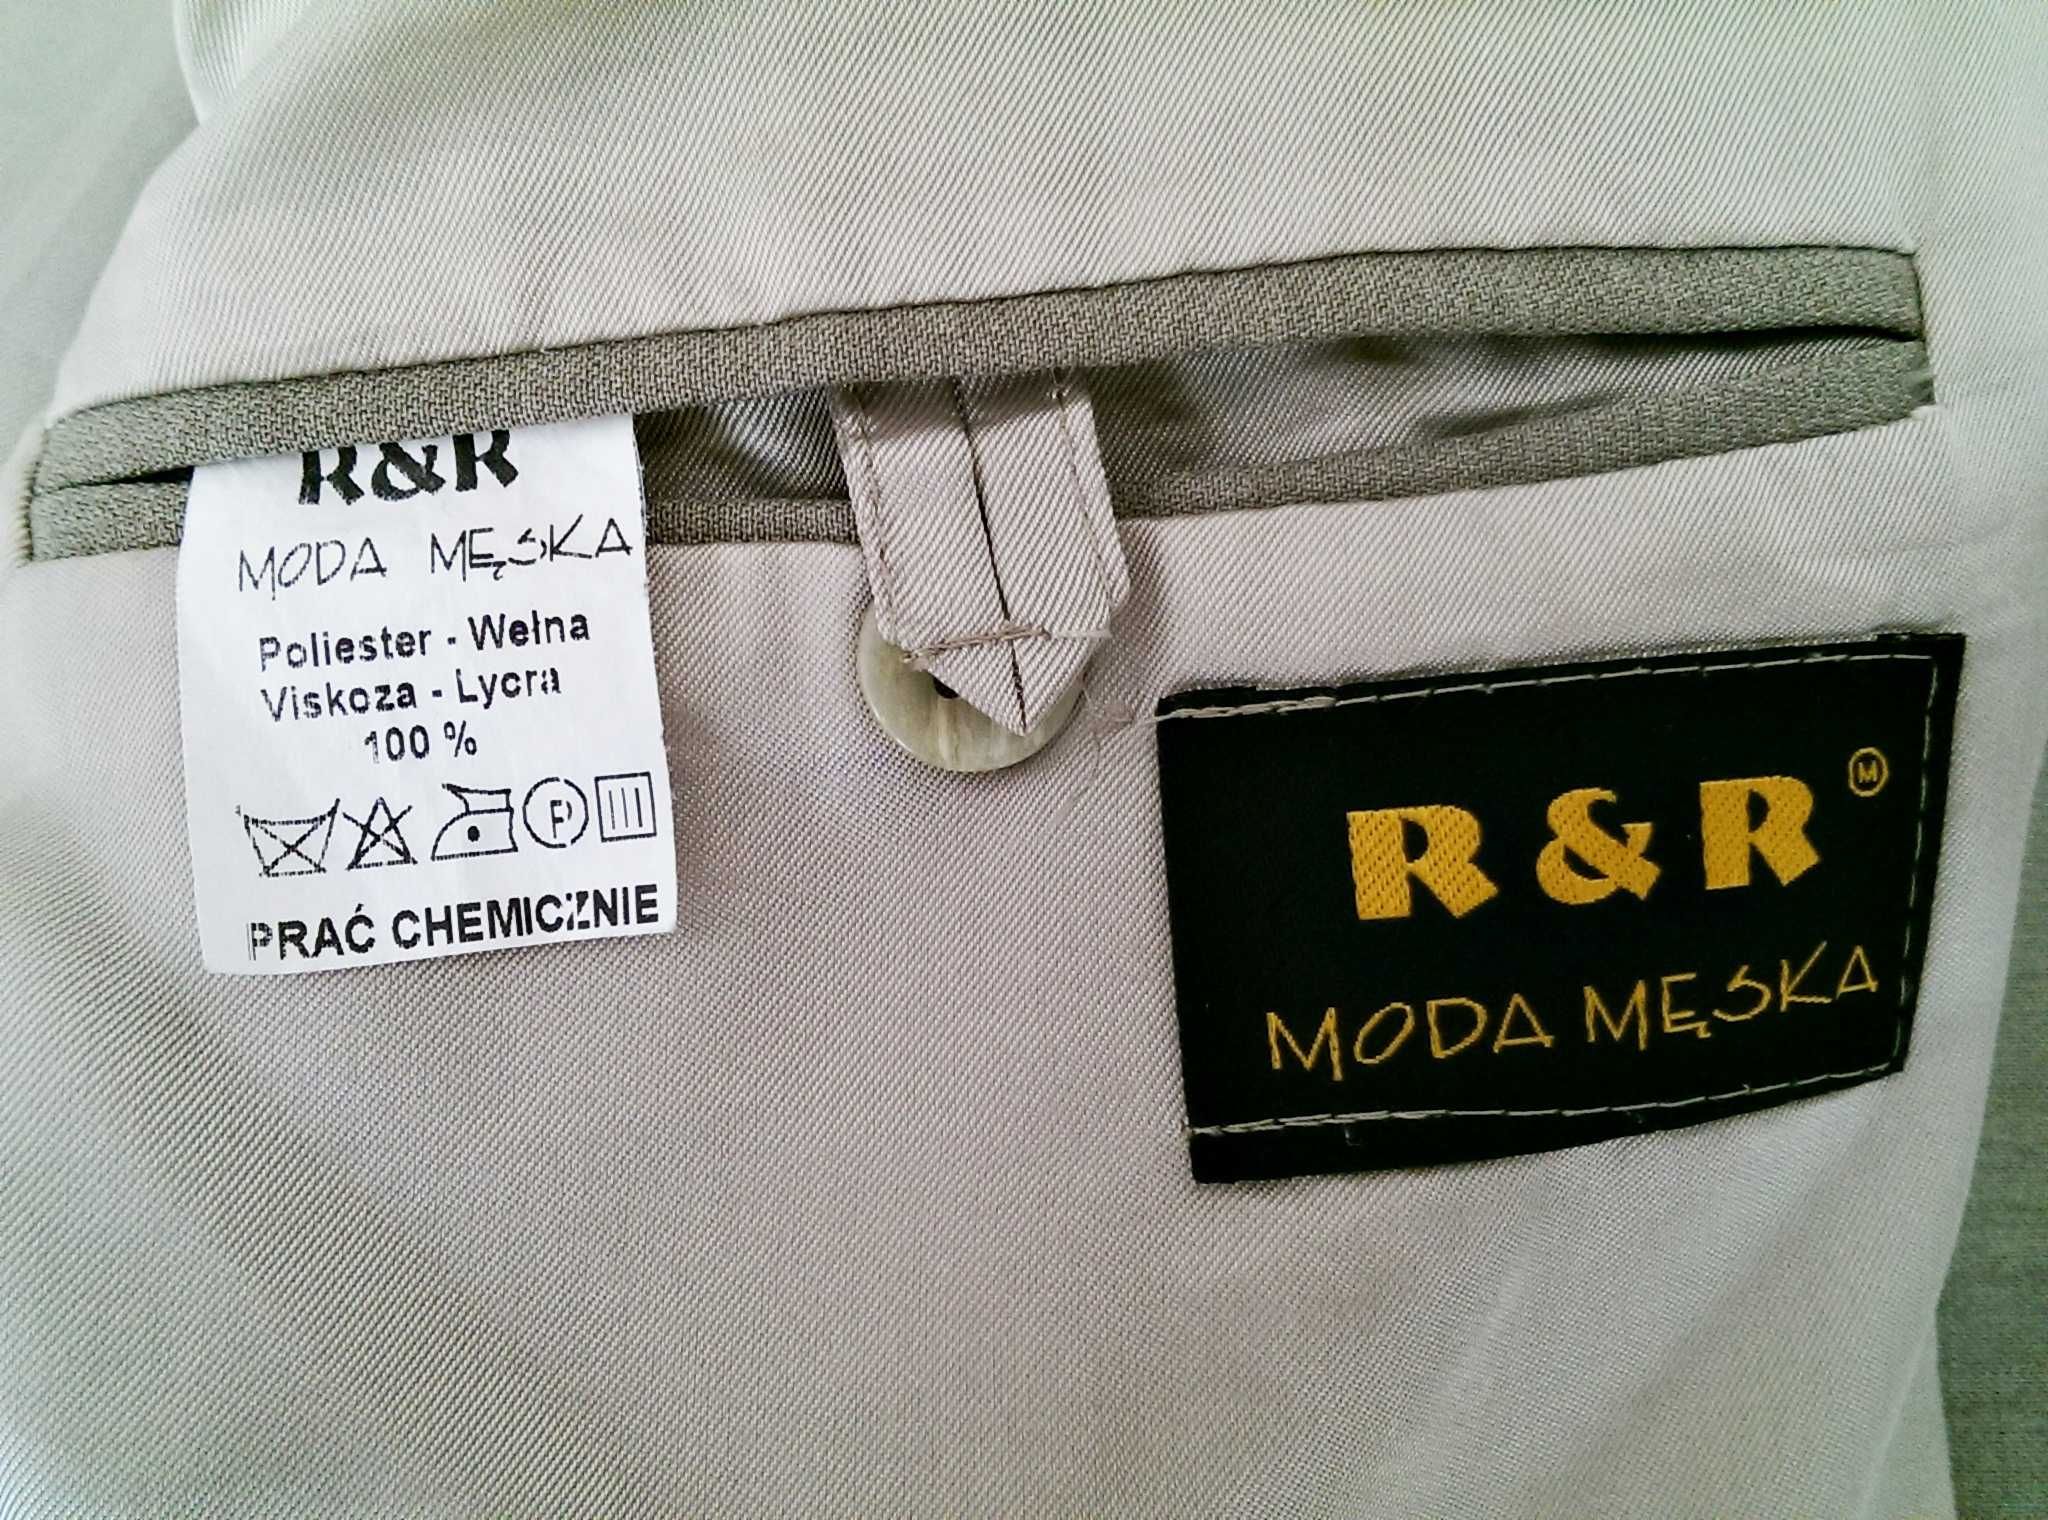 R&R
MODA MĘSKA
Poliester - Wełna
Viskoza - Lycra
100 %
P
PRAĆ CHEMICZNIE
R & R M
MODA MĘSKA